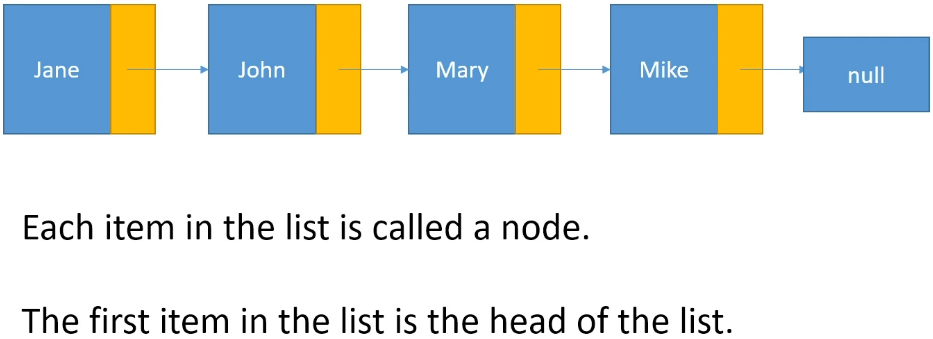 Jane John Mary Mike null
Each item in the list is called a node.
The first item in the list is the head of the list.